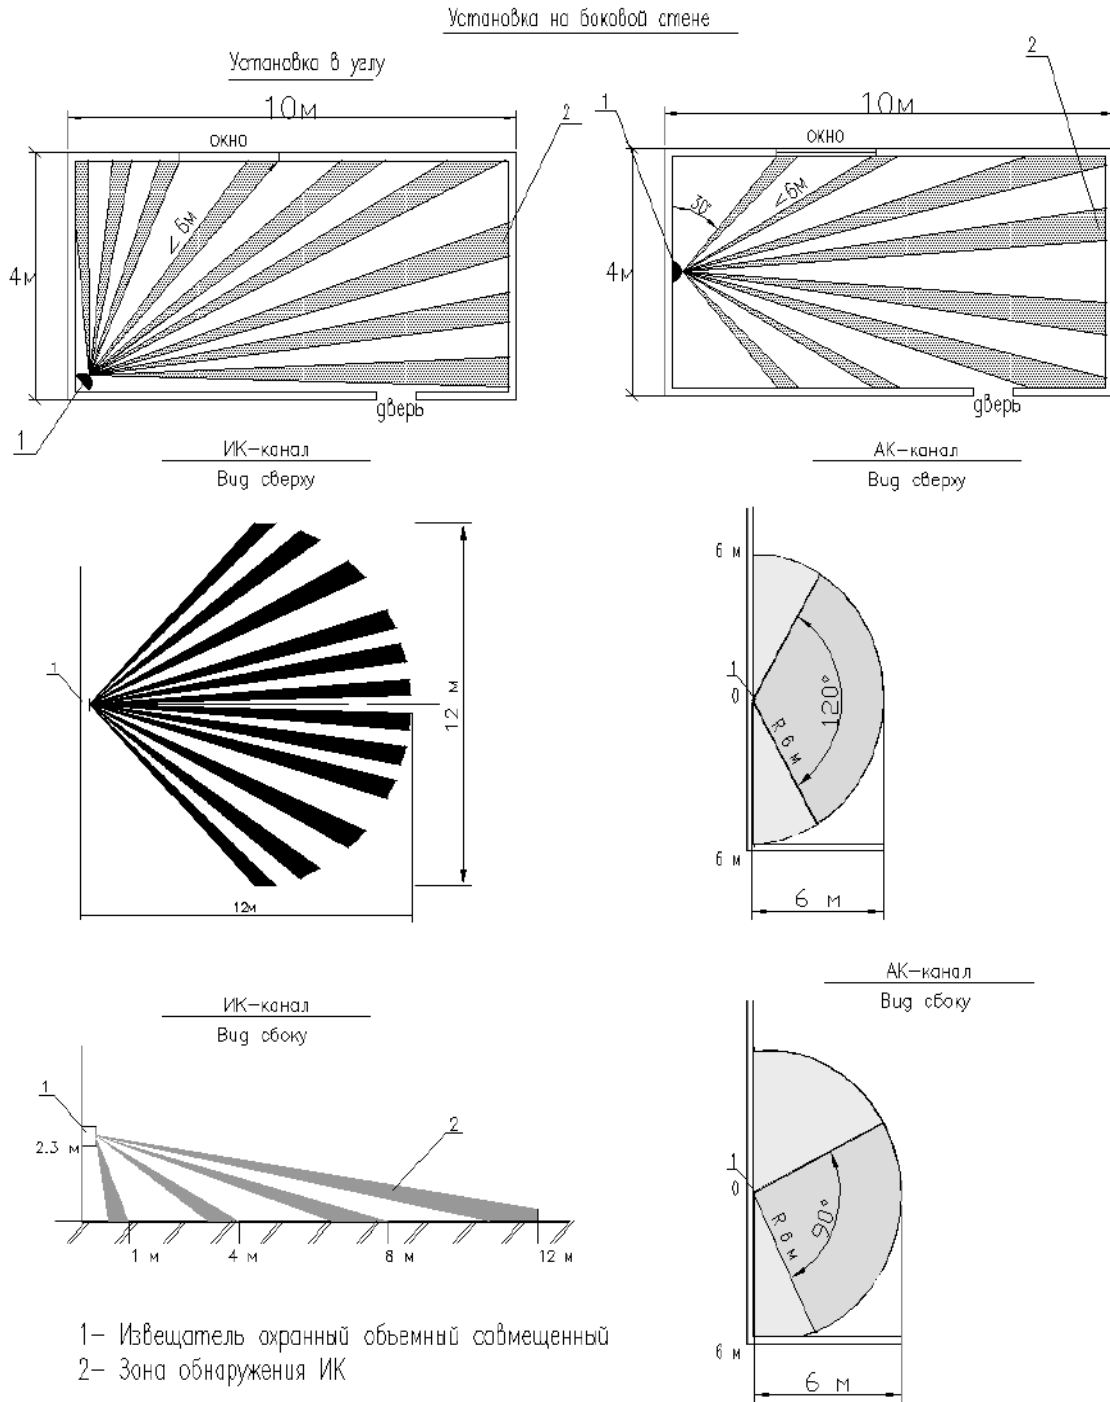 Установка на боковой стене
Установка в углу
2
10м
1
2
10м
окно
окно
30°
< 6м
< 6м
4м
4м
дверь
дверь
1
ИК-канал
Вид сверху
АК-канал
Вид сверху
6 м
1
1
0
12 м
120°
R 6 м
6 м
12м
6 м
АК-канал
Вид сбоку
ИК-канал
Вид сбоку
1
2
2.3 м
1
0
90°
R 6 м
1 м
4 м
8 м
12 м
1- Извещатель охранный объемный совмещенный
2- Зона обнаружения ИК
6 м
6 м